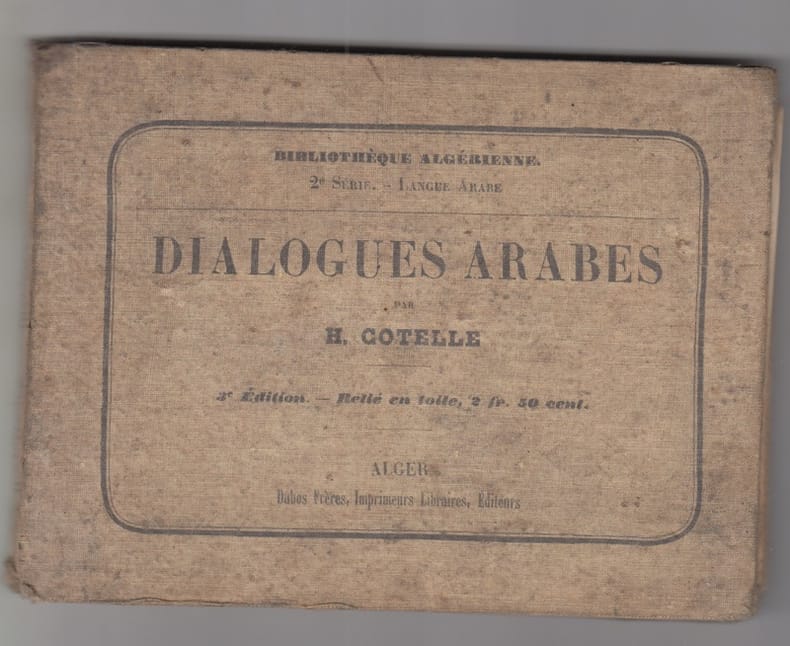 BIBLIOTHÈQUE ALGÉRIENNE.
2e SÉRIE. - LANGUE ARABE
DIALOGUES ARABES
PAR
H. COTELLE
3e Édition. — Relié en toile, 2 fr. 50 cent.
ALGER
Dubos Frères, Imprimeurs Libraires, Éditeurs